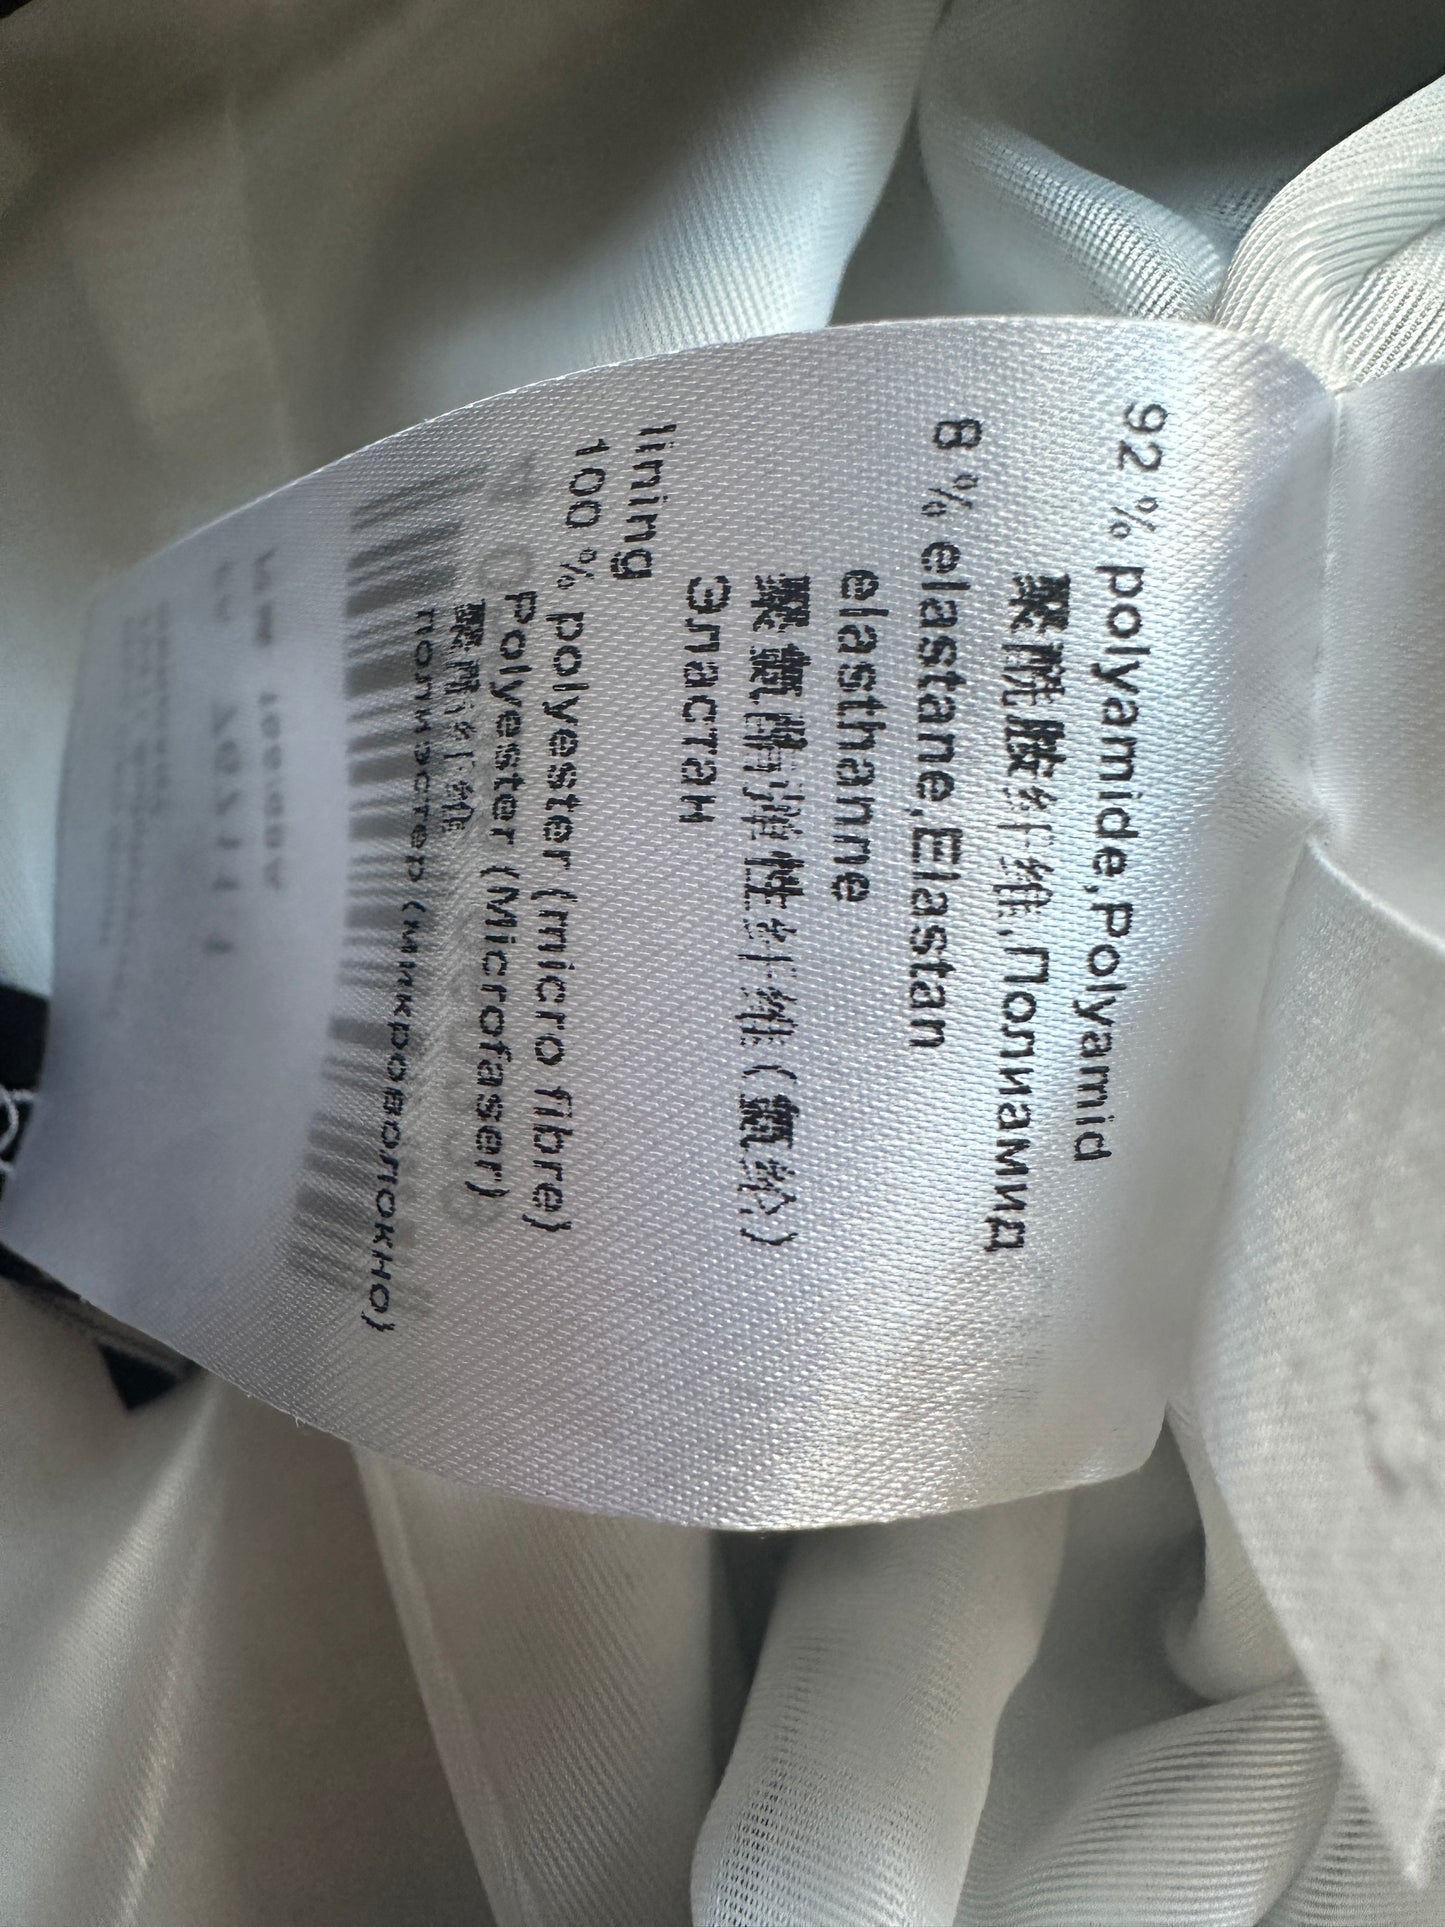 92 % polyamide,Polyamid
聚酰胺纤维,Полиамид
8 % elastane,Elastan
elasthanne
聚氨酯弹性纤维(氨纶)
Эластан
lining
100 % polyester (micro fibre)
Polyester (Microfaser)
聚酯纤维
полиэстер (микроволокно)